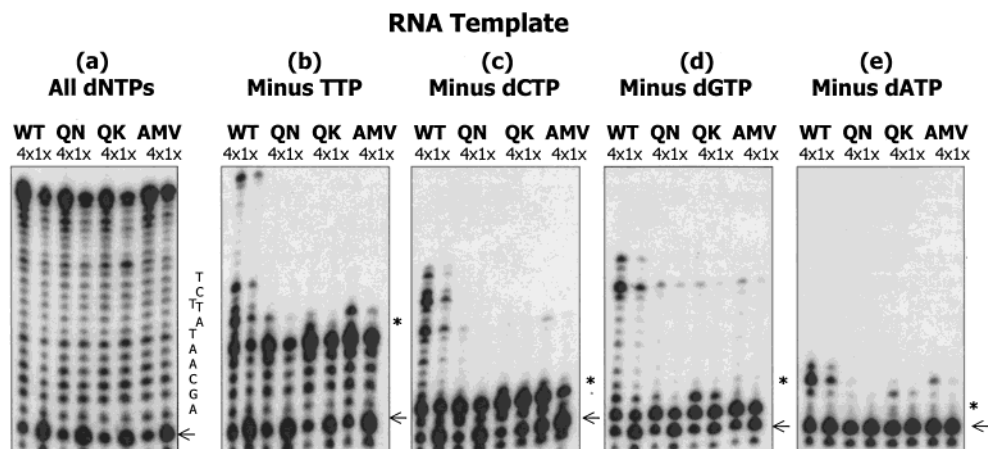 RNA Template
(a) (b) (c) (d) (e)
All dNTPs Minus TTP Minus dCTP Minus dGTP Minus dATP
WT QN QK AMV WT QN QK AMV WT QN QK AMV WT QN QK AMV WT QN QK AMV
4x1x 4x1x 4x1x 4x1x 4x1x 4x1x 4x1x 4x1x 4x1x 4x1x 4x1x 4x1x 4x1x 4x1x 4x1x 4x1x 4x1x 4x1x 4x1x 4x1x
T
C
T
T
A
T
A
A
C
G
A
*
*
*
*